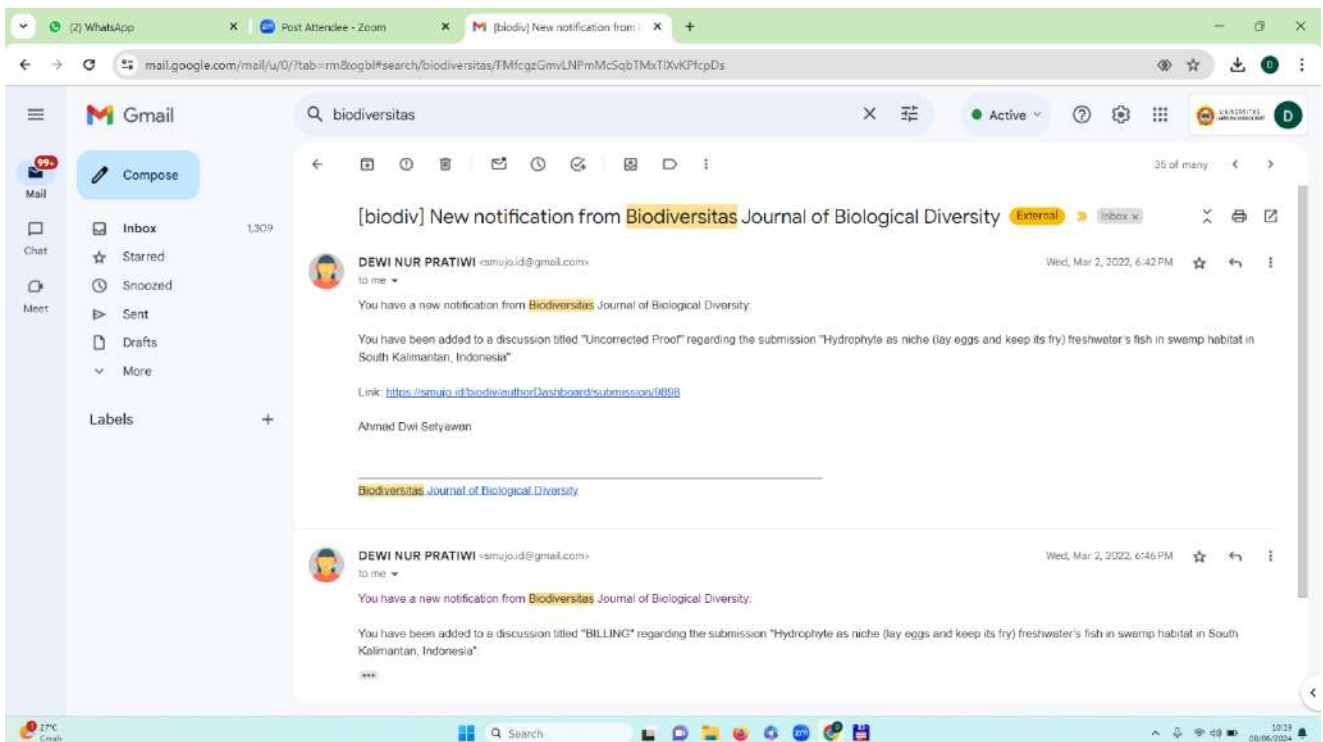 (2) WhatsApp
Post Attendee - Zoom
[biodiv] New notification from
mail.google.com/mail/u/0/?tab=rm&ogbl#search/biodiversitas/FMfcgzGmvLNPmMcSqbTMxTlXvKPfcpDs
Gmail
biodiversitas
Active
UNIVERSITAS
D
99+
Mail
Compose
35 of many
Chat
Meet
Inbox 1,309
Starred
Snoozed
Sent
Drafts
More
Labels
[biodiv] New notification from Biodiversitas Journal of Biological Diversity External Inbox x
DEWI NUR PRATIWI <smujo.id@gmail.com> Wed, Mar 2, 2022, 6:42 PM
to me
You have a new notification from Biodiversitas Journal of Biological Diversity:
You have been added to a discussion titled "Uncorrected Proof" regarding the submission "Hydrophyte as niche (lay eggs and keep its fry) freshwater's fish in swamp habitat in
South Kalimantan, Indonesia".
Link: https://smujo.id/biodiv/authorDashboard/submission/9898
Ahmad Dwi Setyawan
Biodiversitas Journal of Biological Diversity
DEWI NUR PRATIWI <smujo.id@gmail.com> Wed, Mar 2, 2022, 6:46 PM
to me
You have a new notification from Biodiversitas Journal of Biological Diversity:
You have been added to a discussion titled "BILLING" regarding the submission "Hydrophyte as niche (lay eggs and keep its fry) freshwater's fish in swamp habitat in South
Kalimantan, Indonesia".
27°C
Cerah
Search
10:19
08/06/2024